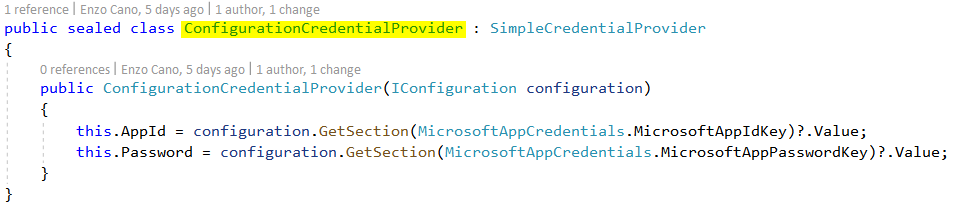 1 reference | Enzo Cano, 5 days ago | 1 author, 1 change
public sealed class ConfigurationCredentialProvider : SimpleCredentialProvider
{
0 references | Enzo Cano, 5 days ago | 1 author, 1 change
public ConfigurationCredentialProvider(IConfiguration configuration)
{
this.AppId = configuration.GetSection(MicrosoftAppCredentials.MicrosoftAppIdKey)?.Value;
this.Password = configuration.GetSection(MicrosoftAppCredentials.MicrosoftAppPasswordKey)?.Value;
}
}